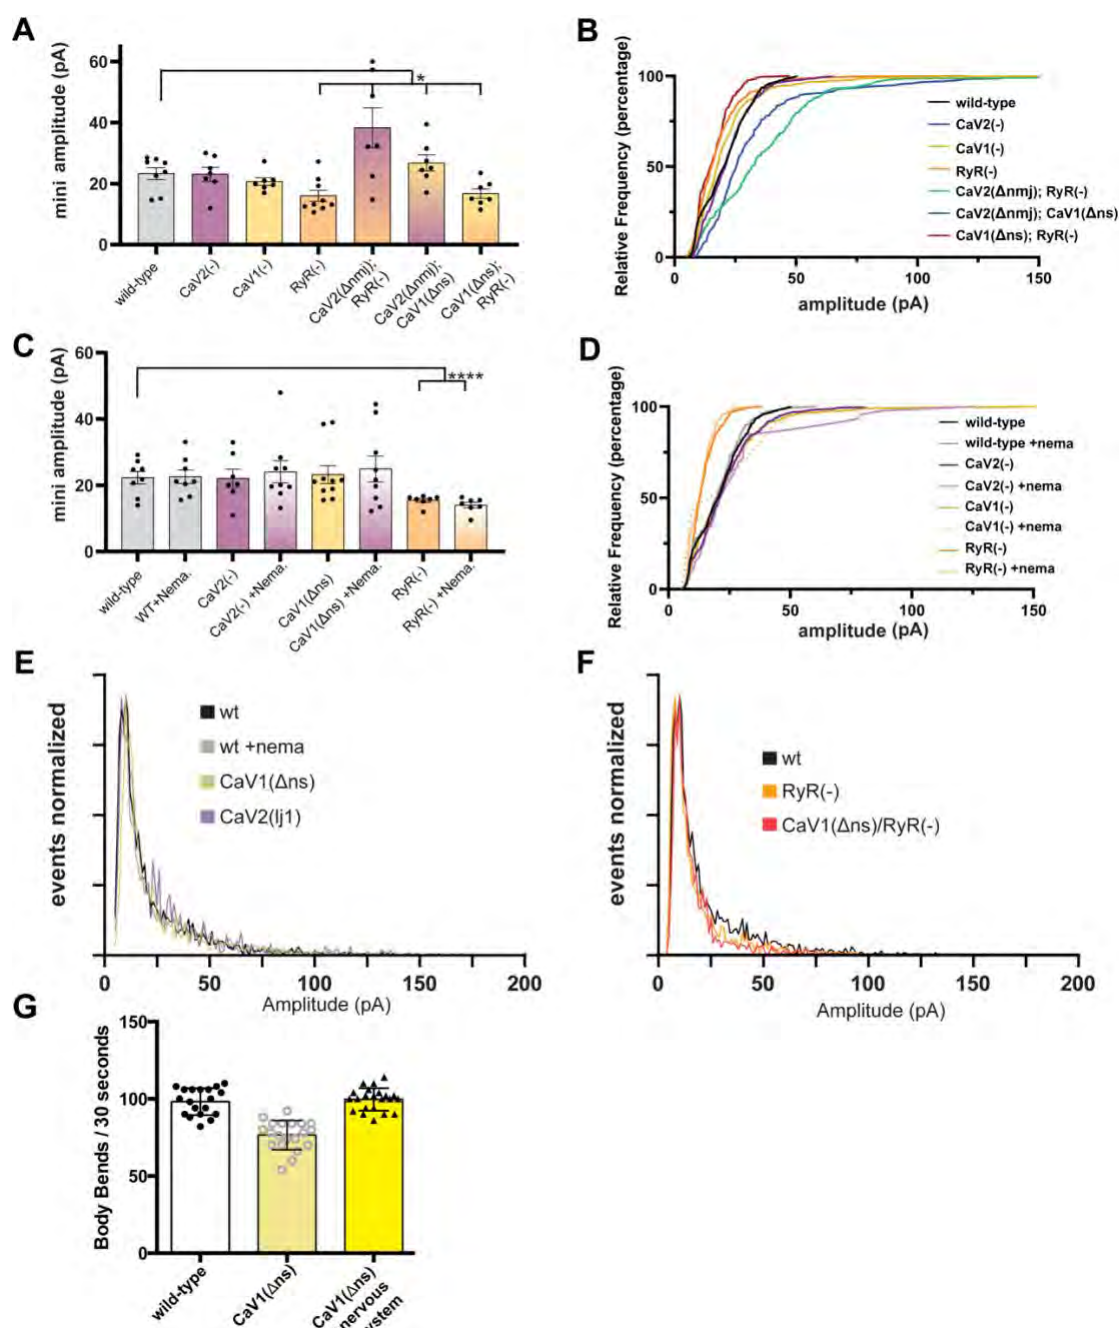 A
mini amplitude (pA)
60
40
20
0
*
wild-type
CaV2(-)
CaV1(-)
RyR(-)
CaV2(Δnmj);
RyR(-)
CaV2(Δnmj);
CaV1(Δns)
CaV1(Δns);
RyR(-)
B
Relative Frequency (percentage)
100
50
0
0
50
100
150
amplitude (pA)
wild-type
CaV2(-)
CaV1(-)
RyR(-)
CaV2(Δnmj); RyR(-)
CaV2(Δnmj); CaV1(Δns)
CaV1(Δns); RyR(-)
C
mini amplitude (pA)
60
40
20
0
****
wild-type
WT+Nema.
CaV2(-)
CaV2(-) +Nema.
CaV1(Δns)
CaV1(Δns) +Nema.
RyR(-)
RyR(-) +Nema.
D
Relative Frequency (percentage)
100
50
0
0
50
100
150
amplitude (pA)
wild-type
wild-type +nema
CaV2(-)
CaV2(-) +nema
CaV1(-)
CaV1(-) +nema
RyR(-)
RyR(-) +nema
E
events normalized
wt
wt +nema
CaV1(Δns)
CaV2(lj1)
0
50
100
150
200
Amplitude (pA)
F
events normalized
wt
RyR(-)
CaV1(Δns)/RyR(-)
0
50
100
150
200
Amplitude (pA)
G
Body Bends / 30 seconds
150
100
50
0
wild-type
CaV1(Δns)
CaV1(Δns)
nervous
stem